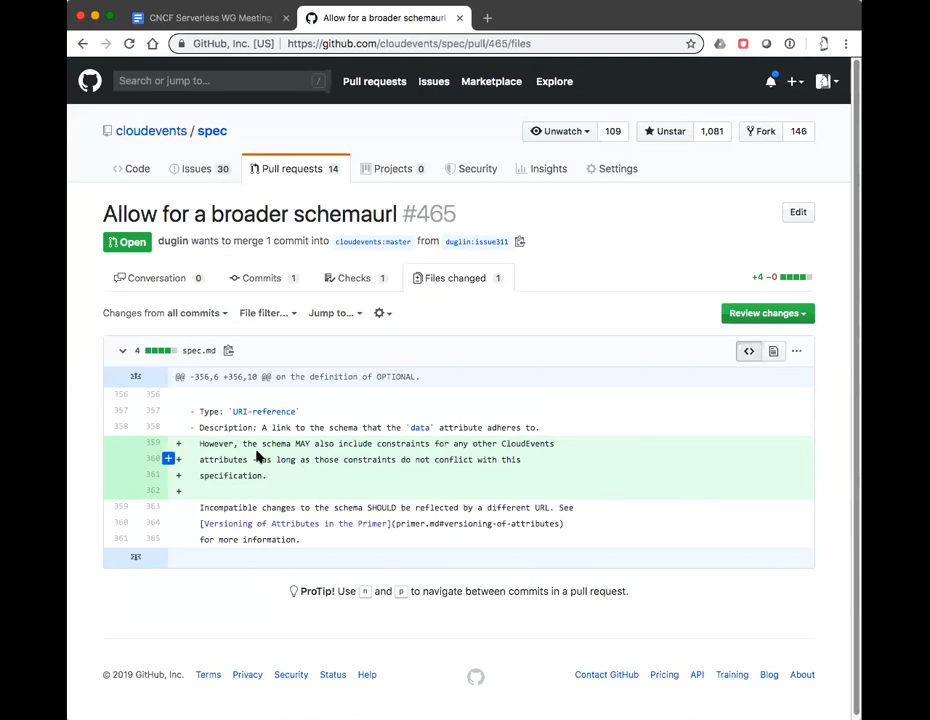 CNCF Serverless WG Meeting
Allow for a broader schemaurl
GitHub, Inc. [US] https://github.com/cloudevents/spec/pull/465/files
Search or jump to... / Pull requests Issues Marketplace Explore
cloudevents / spec
Unwatch 109 Unstar 1,081 Fork 146
Code Issues 30 Pull requests 14 Projects 0 Security Insights Settings
Allow for a broader schemaurl #465
Edit
Open duglin wants to merge 1 commit into cloudevents:master from duglin:issue311
Conversation 0 Commits 1 Checks 1 Files changed 1 +4 −0
Changes from all commits File filter... Jump to... Review changes
4 spec.md
@@ -356,6 +356,10 @@ on the definition of OPTIONAL.
356 356
357 357 - Type: `URI-reference`
358 358 - Description: A link to the schema that the `data` attribute adheres to.
359 + However, the schema MAY also include constraints for any other CloudEvents
360 + attributes - as long as those constraints do not conflict with this
361 + specification.
362 +
359 363 Incompatible changes to the schema SHOULD be reflected by a different URL. See
360 364 [Versioning of Attributes in the Primer](primer.md#versioning-of-attributes)
361 365 for more information.
ProTip! Use n and p to navigate between commits in a pull request.
© 2019 GitHub, Inc. Terms Privacy Security Status Help Contact GitHub Pricing API Training Blog About